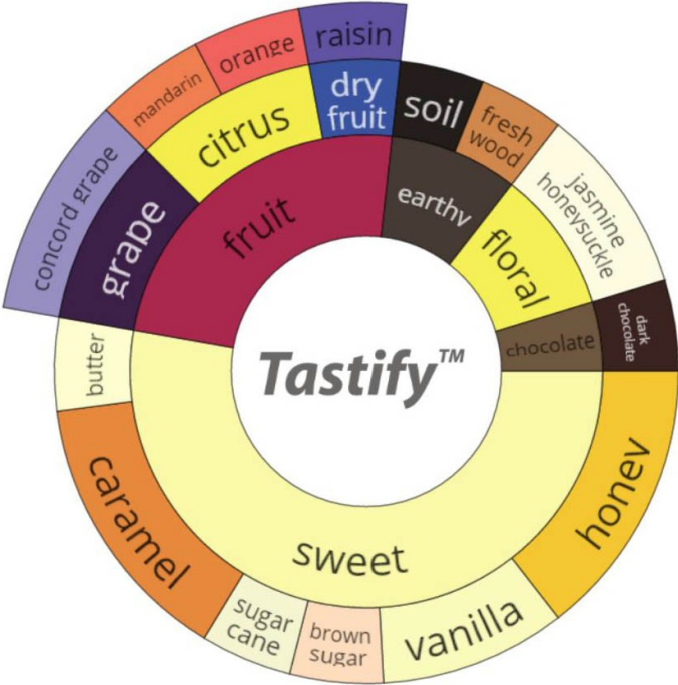 raisin
orange
mandarin
concord grape
dry
fruit
citrus
grape
fruit
soil
fresh
wood
earthy
jasmine
honeysuckle
floral
dark
chocolate
chocolate
Tastify™
butter
caramel
sugar
cane
brown
sugar
vanilla
honey
sweet